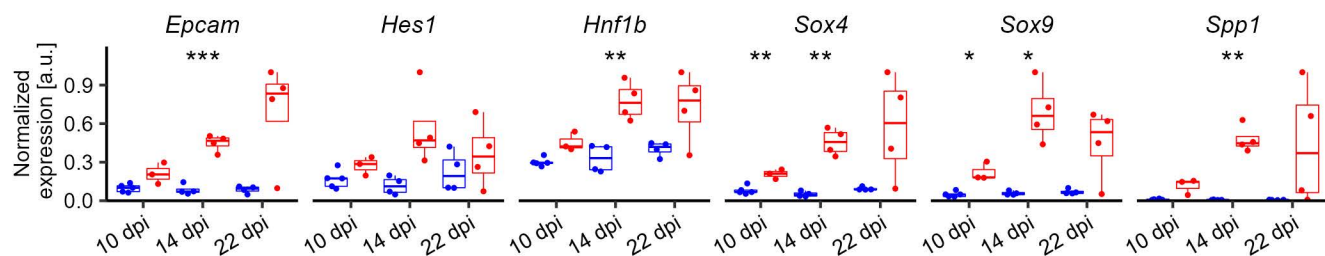 Epcam Hes1 Hnf1b Sox4 Sox9 Spp1
*** ** ** ** * * **
Normalized
expression [a.u.]
0.9
0.6
0.3
0.0
10 dpi 14 dpi 22 dpi 10 dpi 14 dpi 22 dpi 10 dpi 14 dpi 22 dpi 10 dpi 14 dpi 22 dpi 10 dpi 14 dpi 22 dpi 10 dpi 14 dpi 22 dpi